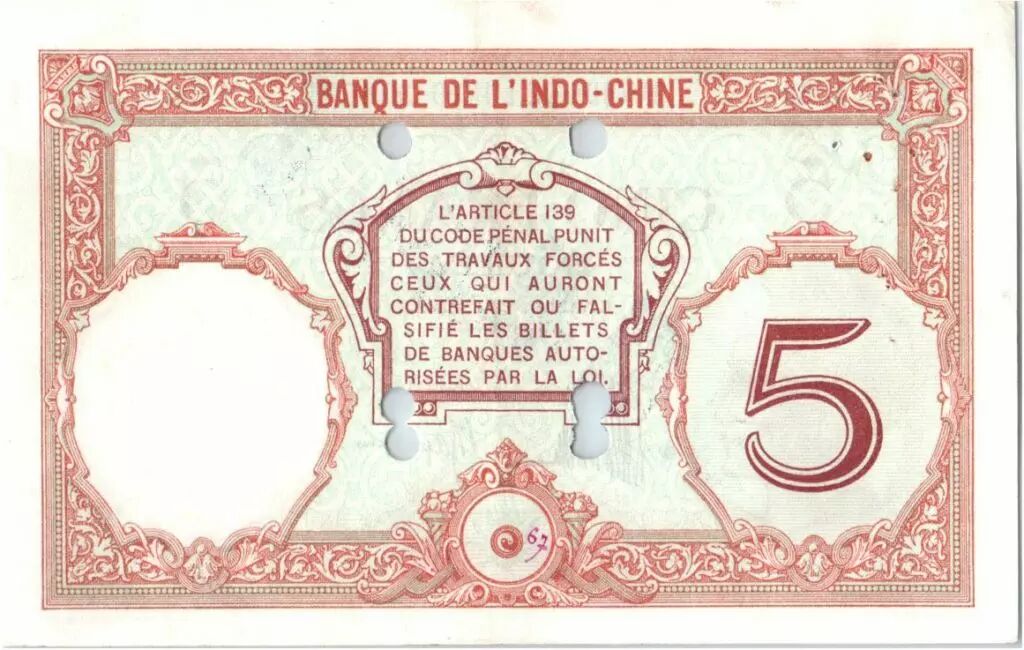 BANQUE DE L'INDO-CHINE
L'ARTICLE 139
DU CODE PÉNAL PUNIT
DES TRAVAUX FORCÉS
CEUX QUI AURONT
CONTREFAIT OU FAL-
SIFIÉ LES BILLETS
DE BANQUES AUTO-
RISÉES PAR LA LOI.
5
67